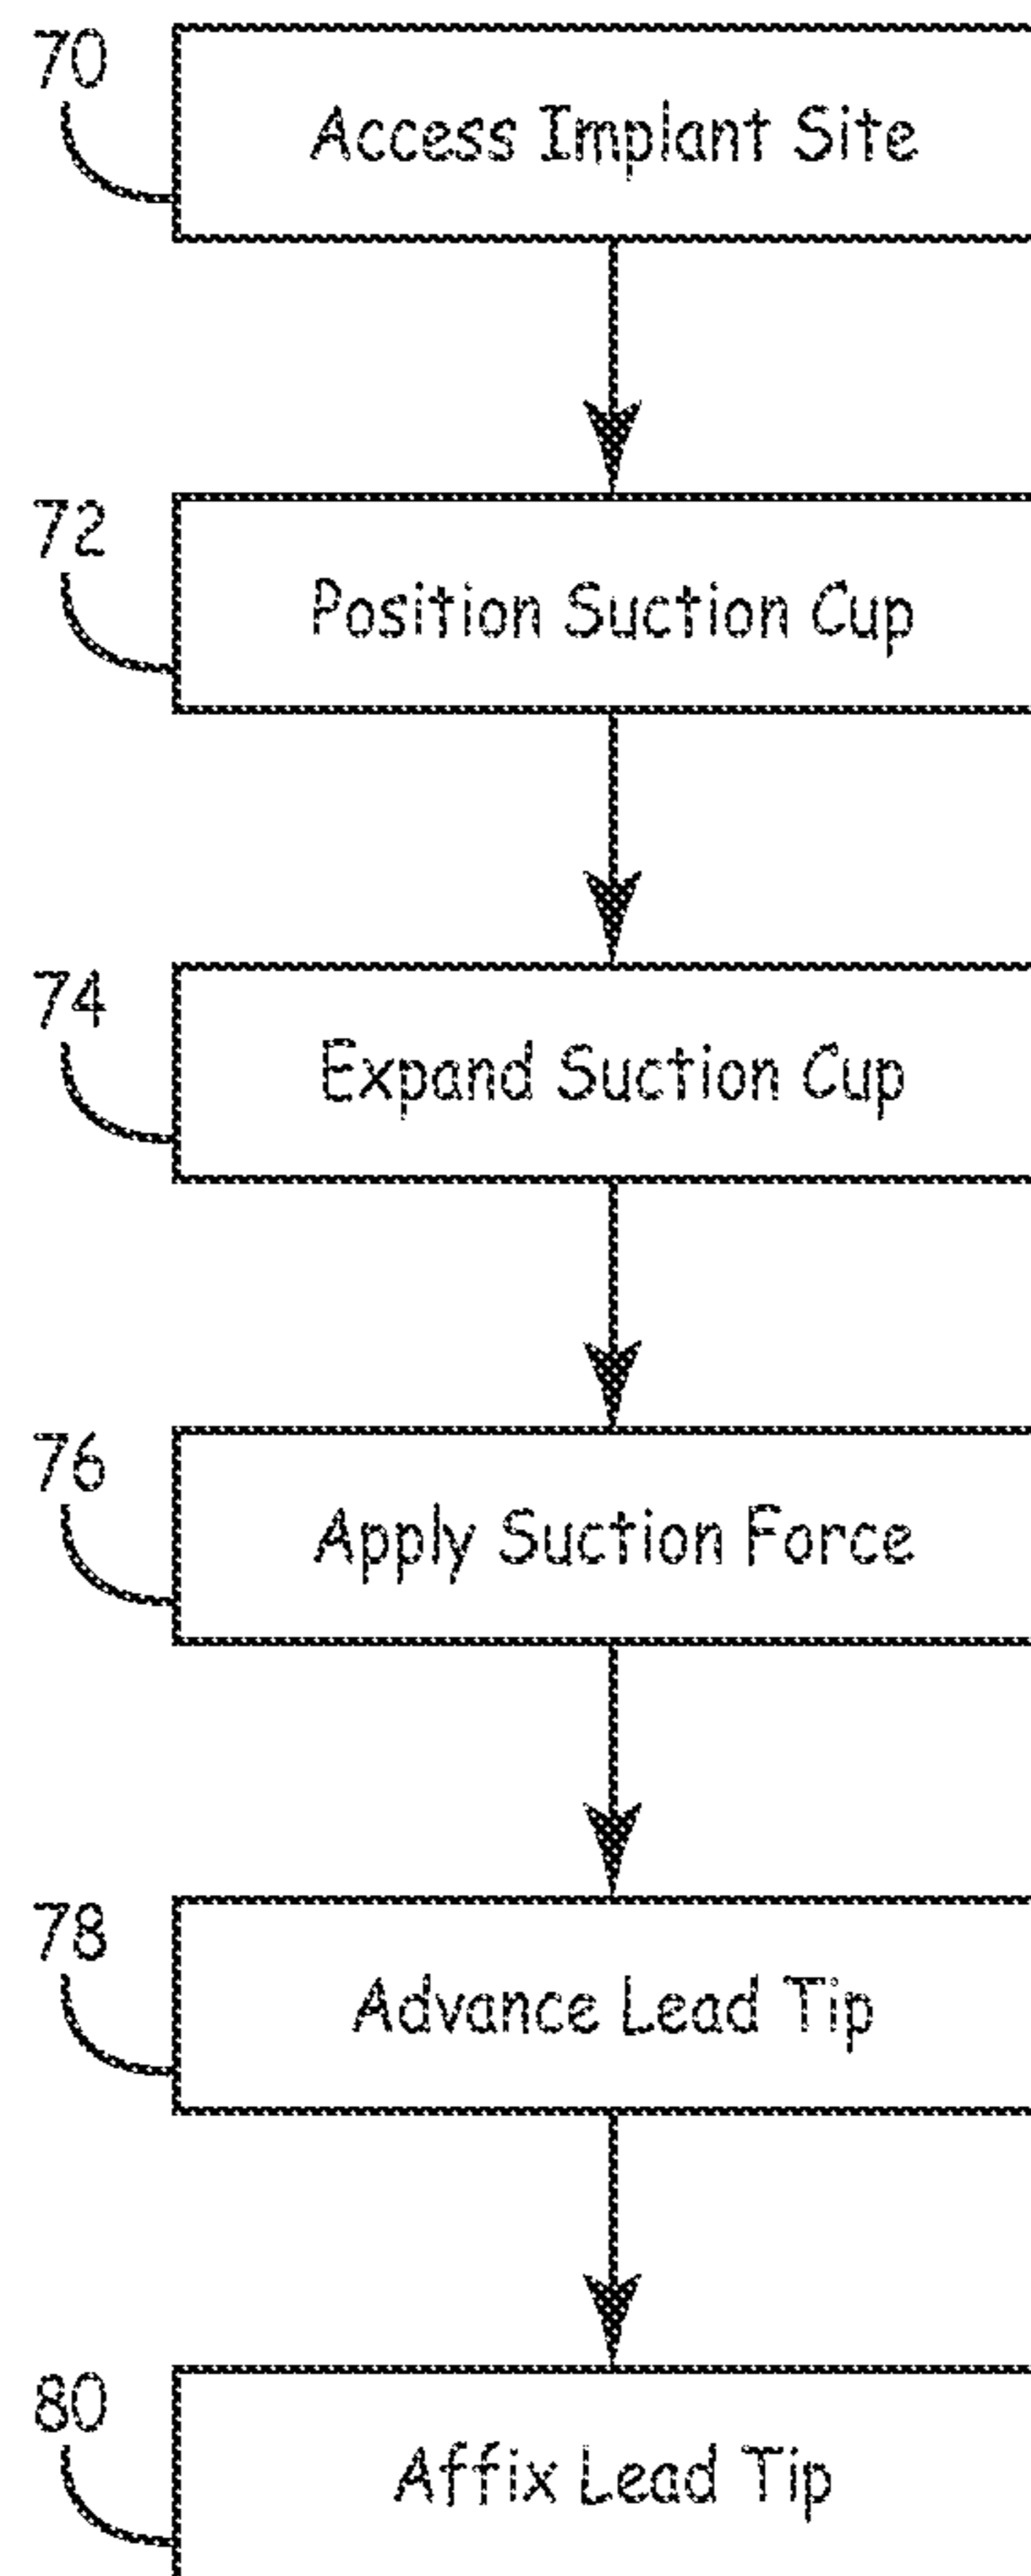 70
Access Implant Site
72
Position Suction Cup
74
Expand Suction Cup
76
Apply Suction Force
78
Advance Lead Tip
80
Affix Lead Tip